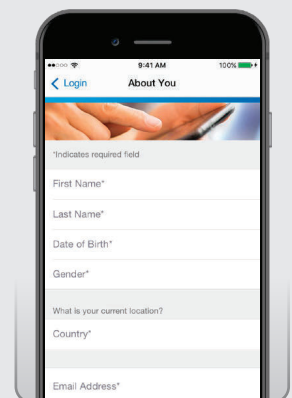 9:41 AM
100%
Login
About You
*Indicates required field
First Name*
Last Name*
Date of Birth*
Gender*
What is your current location?
Country*
Email Address*